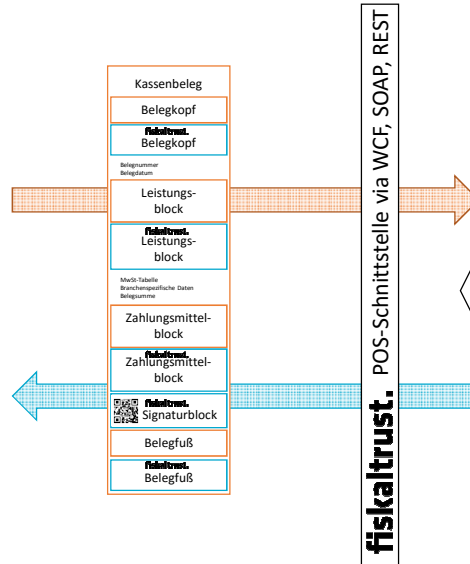 Kassenbeleg
Belegkopf
fiskaltrust.
Belegkopf
Belegnummer
Belegdatum
Leistungs-
block
fiskaltrust.
Leistungs-
block
MwSt-Tabelle
Branchenspezifische Daten
Belegsumme
Zahlungsmittel-
block
fiskaltrust.
Zahlungsmittel-
block
fiskaltrust.
Signaturblock
Belegfuß
fiskaltrust.
Belegfuß
fiskaltrust. POS-Schnittstelle via WCF, SOAP, REST